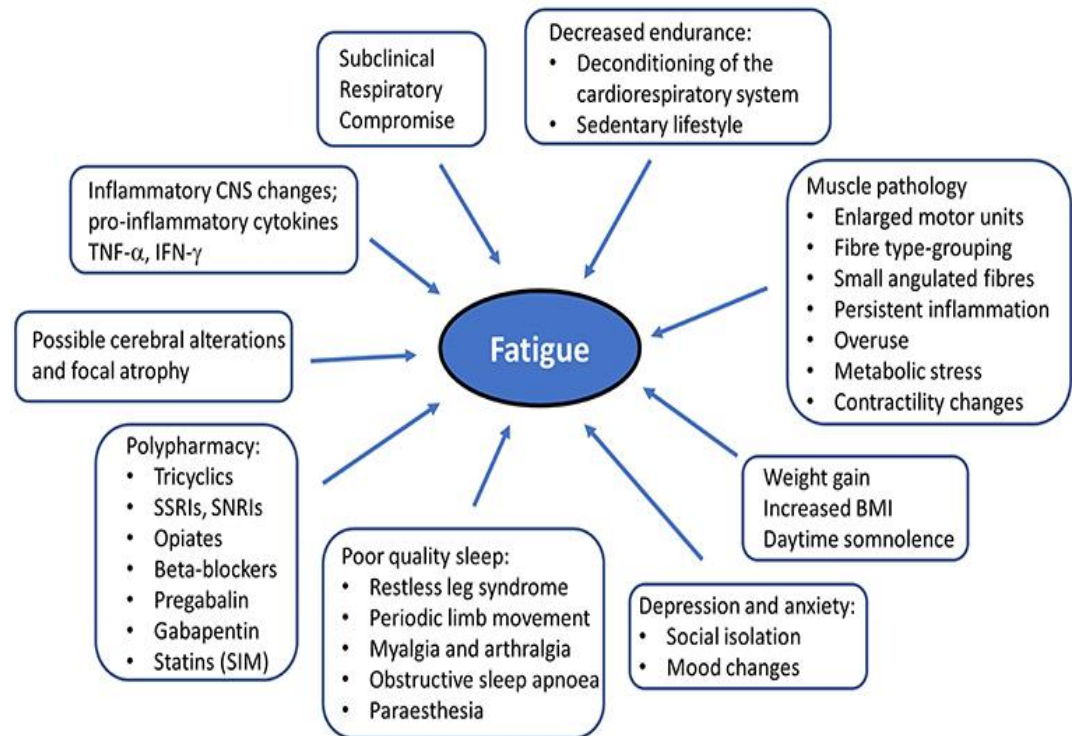 Subclinical
Respiratory
Compromise
Decreased endurance:
• Deconditioning of the
cardiorespiratory system
• Sedentary lifestyle
Inflammatory CNS changes;
pro-inflammatory cytokines
TNF-α, IFN-γ
Muscle pathology
• Enlarged motor units
• Fibre type-grouping
• Small angulated fibres
• Persistent inflammation
• Overuse
• Metabolic stress
• Contractility changes
Fatigue
Possible cerebral alterations
and focal atrophy
Polypharmacy:
• Tricyclics
• SSRIs, SNRIs
• Opiates
• Beta-blockers
• Pregabalin
• Gabapentin
• Statins (SIM)
Poor quality sleep:
• Restless leg syndrome
• Periodic limb movement
• Myalgia and arthralgia
• Obstructive sleep apnoea
• Paraesthesia
Depression and anxiety:
• Social isolation
• Mood changes
Weight gain
Increased BMI
Daytime somnolence